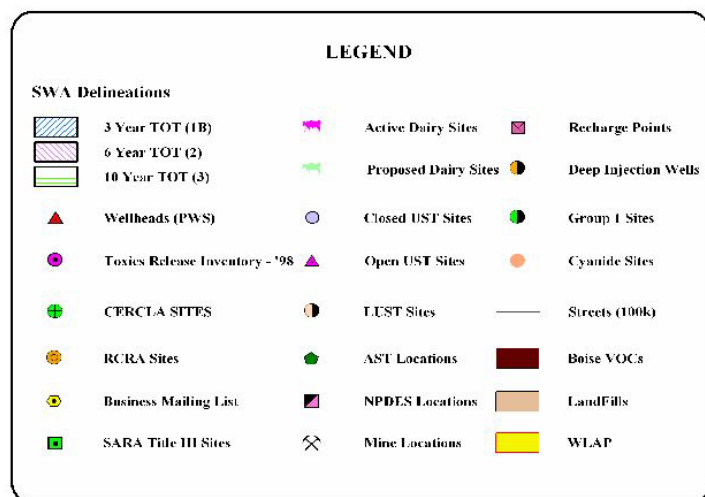 LEGEND
SWA Delineations
3 Year TOT (1B)
6 Year TOT (2)
10 Year TOT (3)
Wellheads (PWS)
Toxics Release Inventory - '98
CERCLA SITES
RCRA Sites
Business Mailing List
SARA Title III Sites
Active Dairy Sites
Proposed Dairy Sites
Closed UST Sites
Open UST Sites
LUST Sites
AST Locations
NPDES Locations
Mine Locations
Recharge Points
Deep Injection Wells
Group 1 Sites
Cyanide Sites
Streets (100k)
Boise VOCs
LandFills
WLAP